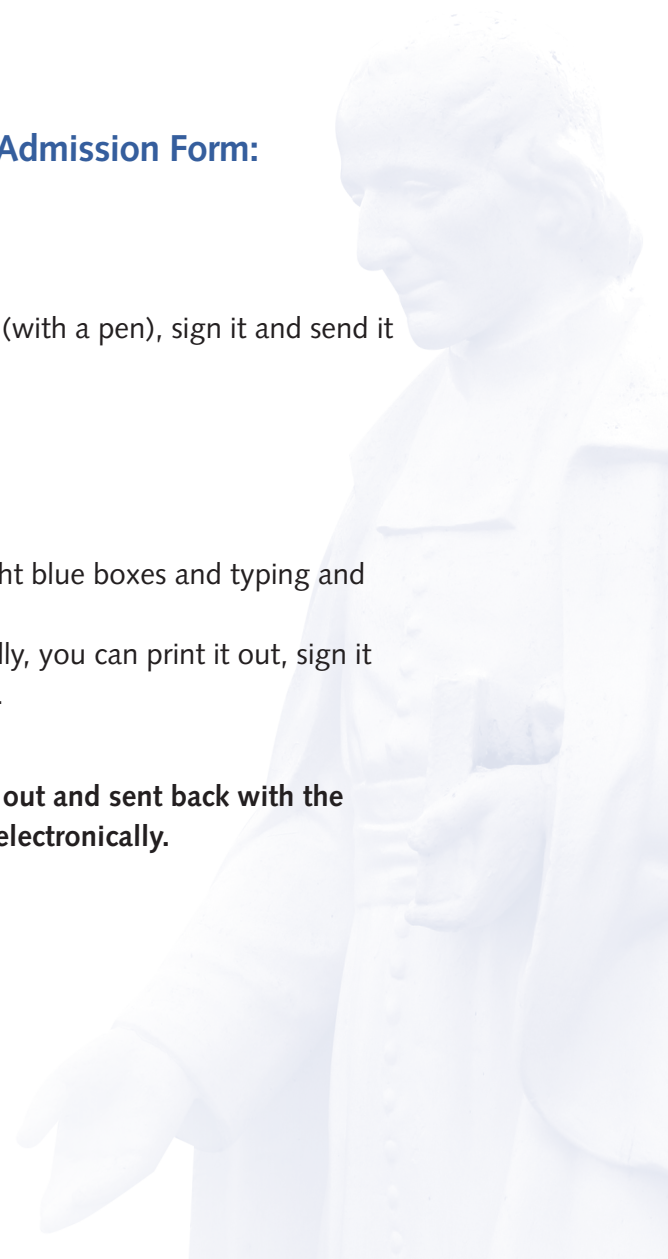 Admission Form:
(with a pen), sign it and send it
ht blue boxes and typing and
lly, you can print it out, sign it
.
out and sent back with the
electronically.